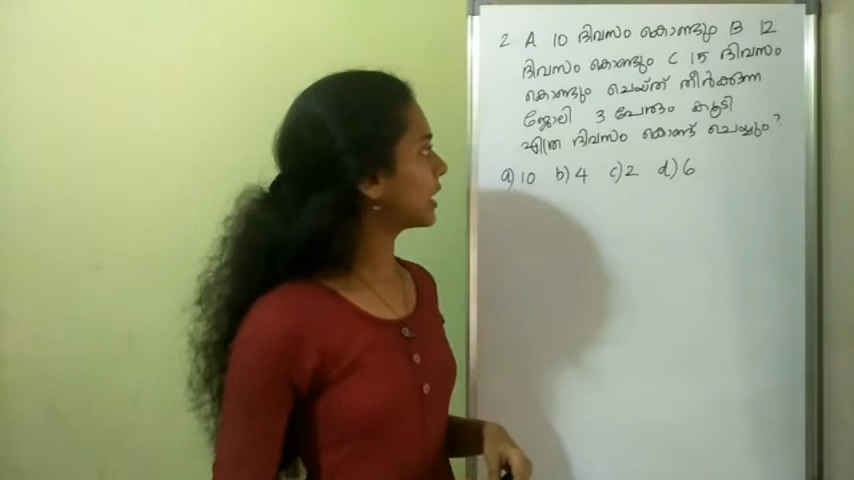 2 A 10 ദിവസം കൊണ്ടും B 12
ദിവസം കൊണ്ടും C 15 ദിവസം
കൊണ്ടും ചെയ്ത് തീർക്കുന്ന
ജോലി 3 പേരും കൂടി
എത്ര ദിവസം കൊണ്ട് ചെയ്യും?
a) 10 b) 4 c) 2 d) 6